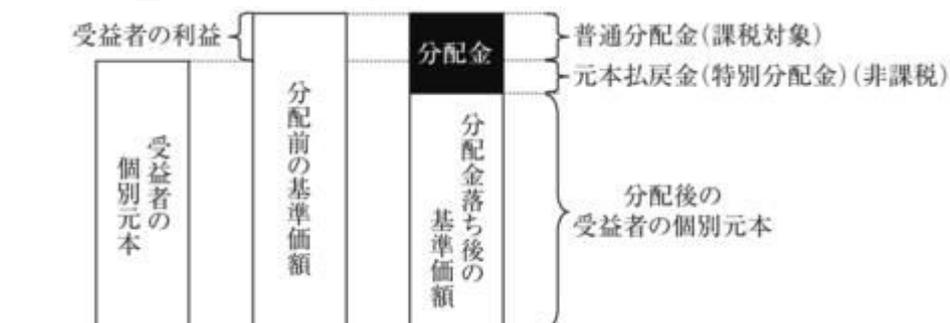 受益者の利益
分配金
普通分配金(課税対象)
元本払戻金(特別分配金)(非課税)
受益者の
個別元本
分配前の基準価額
分配金落ち後の
基準価額
分配後の
受益者の個別元本